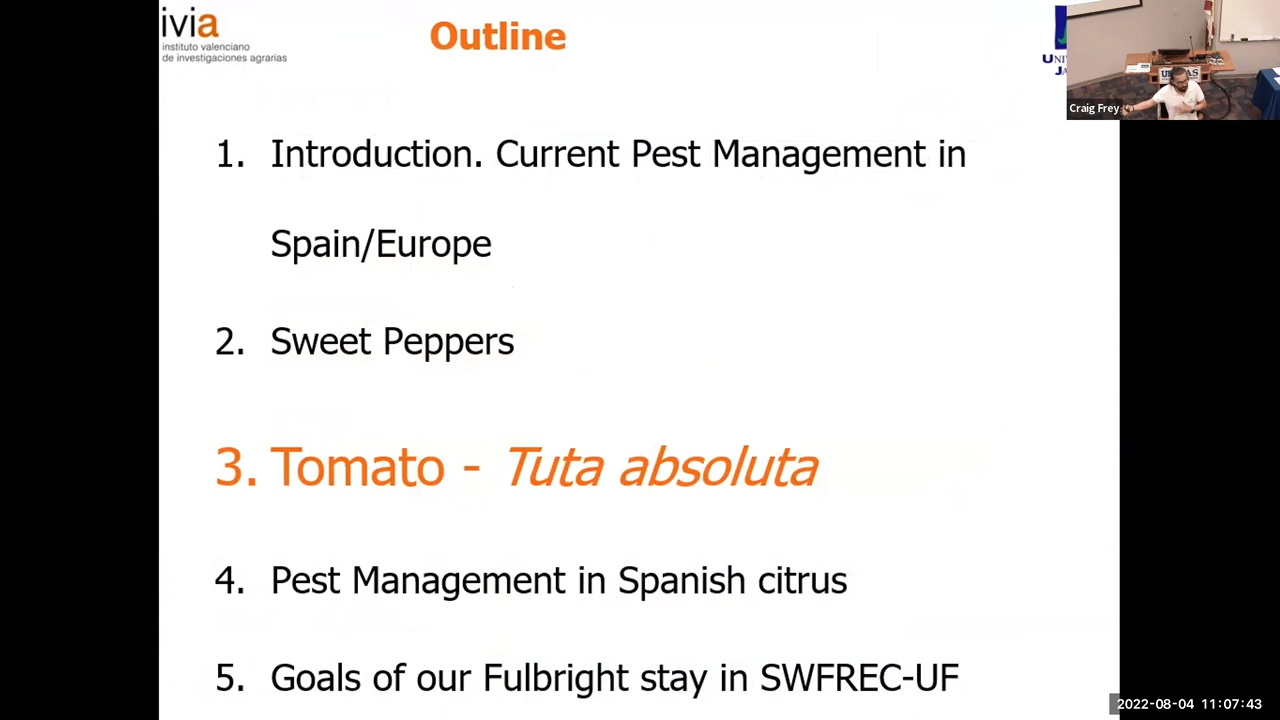 ivia
instituto valenciano
de investigaciones agrarias
Outline
Craig Frey
1. Introduction. Current Pest Management in
Spain/Europe
2. Sweet Peppers
3. Tomato - Tuta absoluta
4. Pest Management in Spanish citrus
5. Goals of our Fulbright stay in SWFREC-UF
2022-08-04 11:07:43